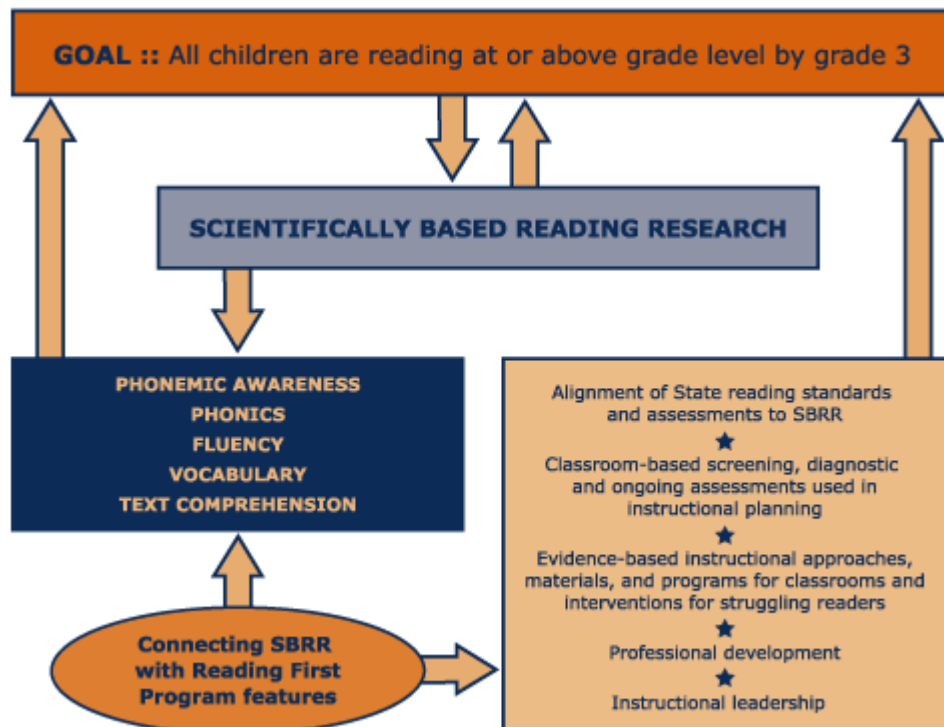 GOAL :: All children are reading at or above grade level by grade 3
SCIENTIFICALLY BASED READING RESEARCH
PHONEMIC AWARENESS
PHONICS
FLUENCY
VOCABULARY
TEXT COMPREHENSION
Connecting SBRR
with Reading First
Program features
Alignment of State reading standards
and assessments to SBRR
Classroom-based screening, diagnostic
and ongoing assessments used in
instructional planning
Evidence-based instructional approaches,
materials, and programs for classrooms and
interventions for struggling readers
Professional development
Instructional leadership